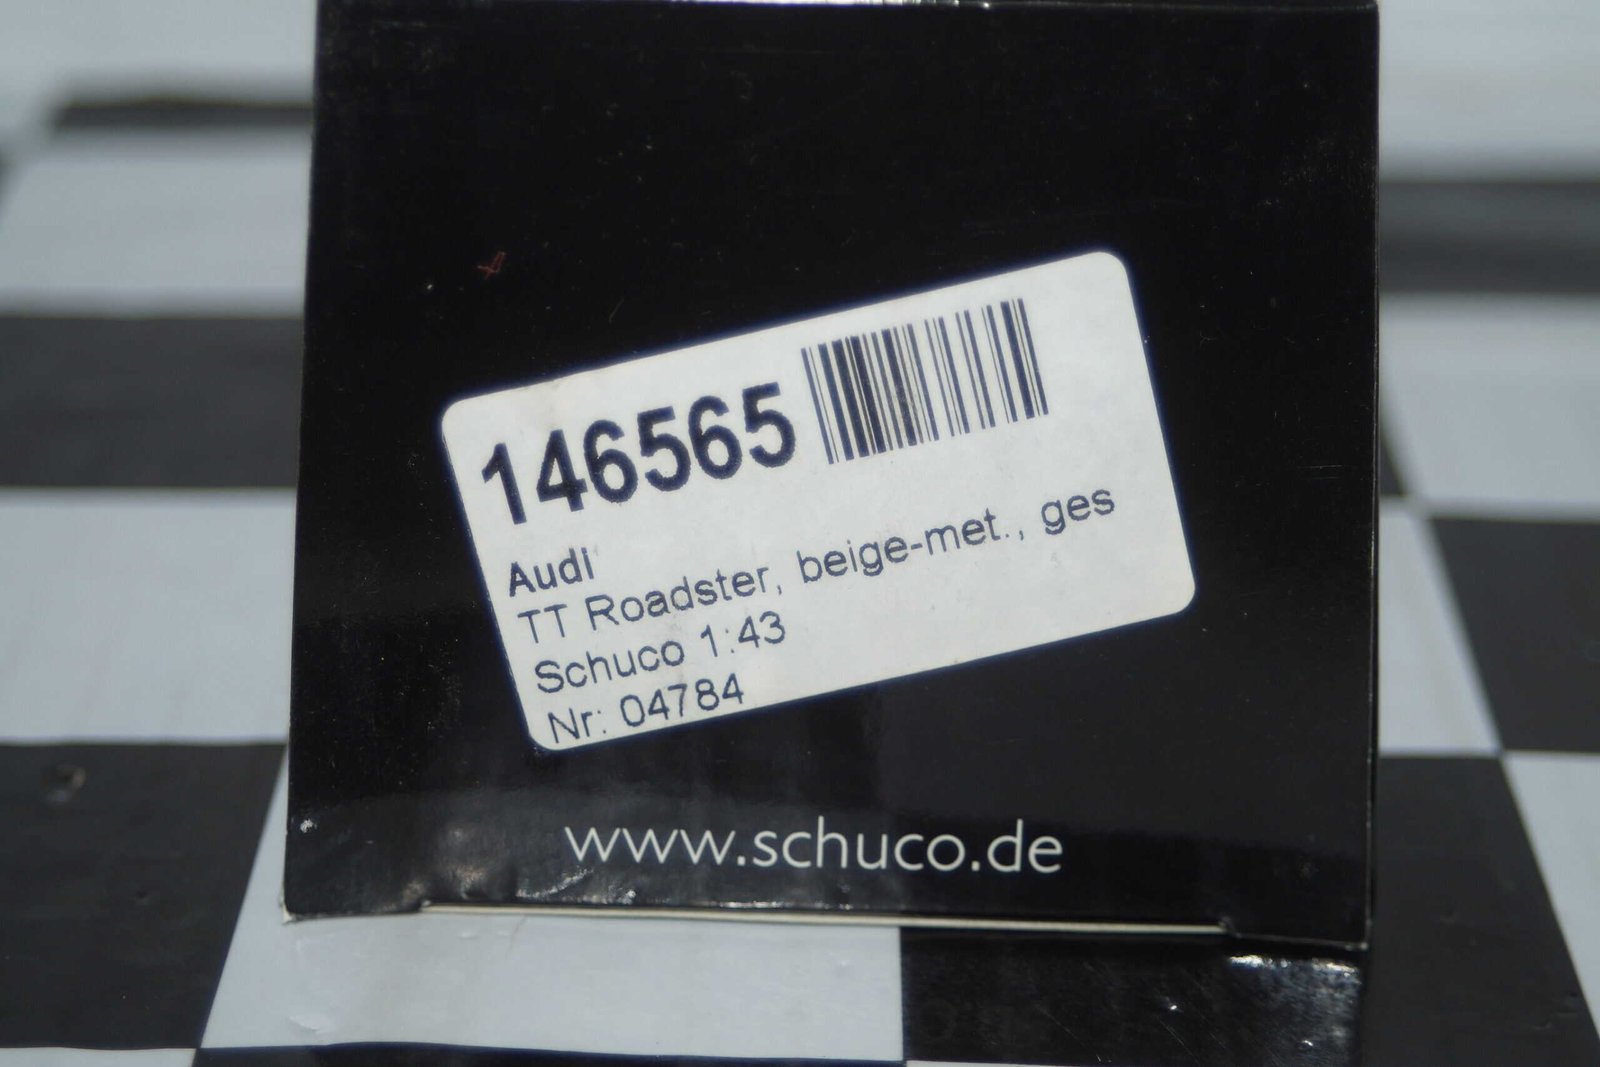 146565
Audi
TT Roadster, beige-met., ges
Schuco 1:43
Nr: 04784
www.schuco.de